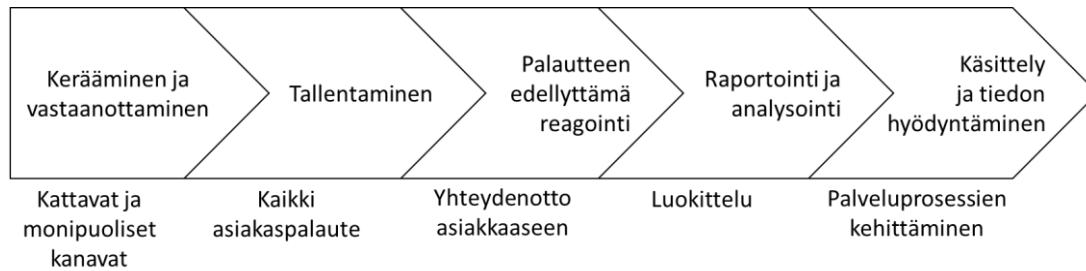 Kerääminen ja
vastaanottaminen
Tallentaminen
Palautteen
edellyttämä
reagointi
Raportointi ja
analysointi
Käsittely
ja tiedon
hyödyntäminen
Kattavat ja
monipuoliset
kanavat
Kaikki
asiakaspalaute
Yhteydenotto
asiakkaaseen
Luokittelu
Palveluprosessien
kehittäminen